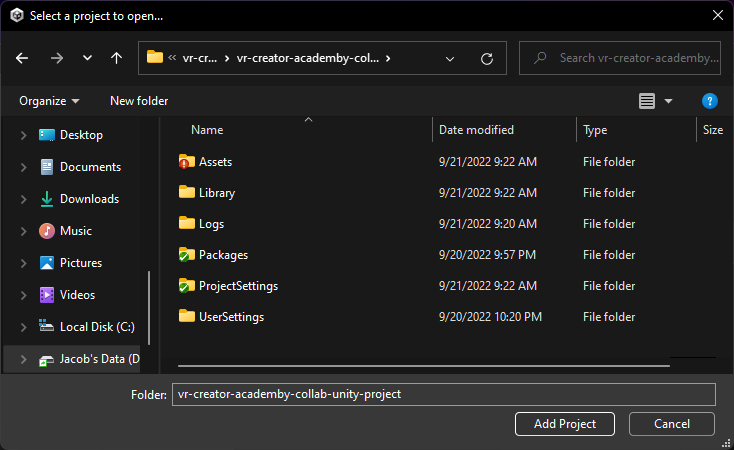 Select a project to open...
vr-cr... vr-creator-academby-coll...
Search vr-creator-academby...
Organize New folder
Name Date modified Type Size
Desktop
Documents
Downloads
Music
Pictures
Videos
Local Disk (C:)
Jacob's Data (D
Assets 9/21/2022 9:22 AM File folder
Library 9/21/2022 9:22 AM File folder
Logs 9/21/2022 9:20 AM File folder
Packages 9/20/2022 9:57 PM File folder
ProjectSettings 9/21/2022 9:22 AM File folder
UserSettings 9/20/2022 10:20 PM File folder
Folder: vr-creator-academby-collab-unity-project
Add Project Cancel